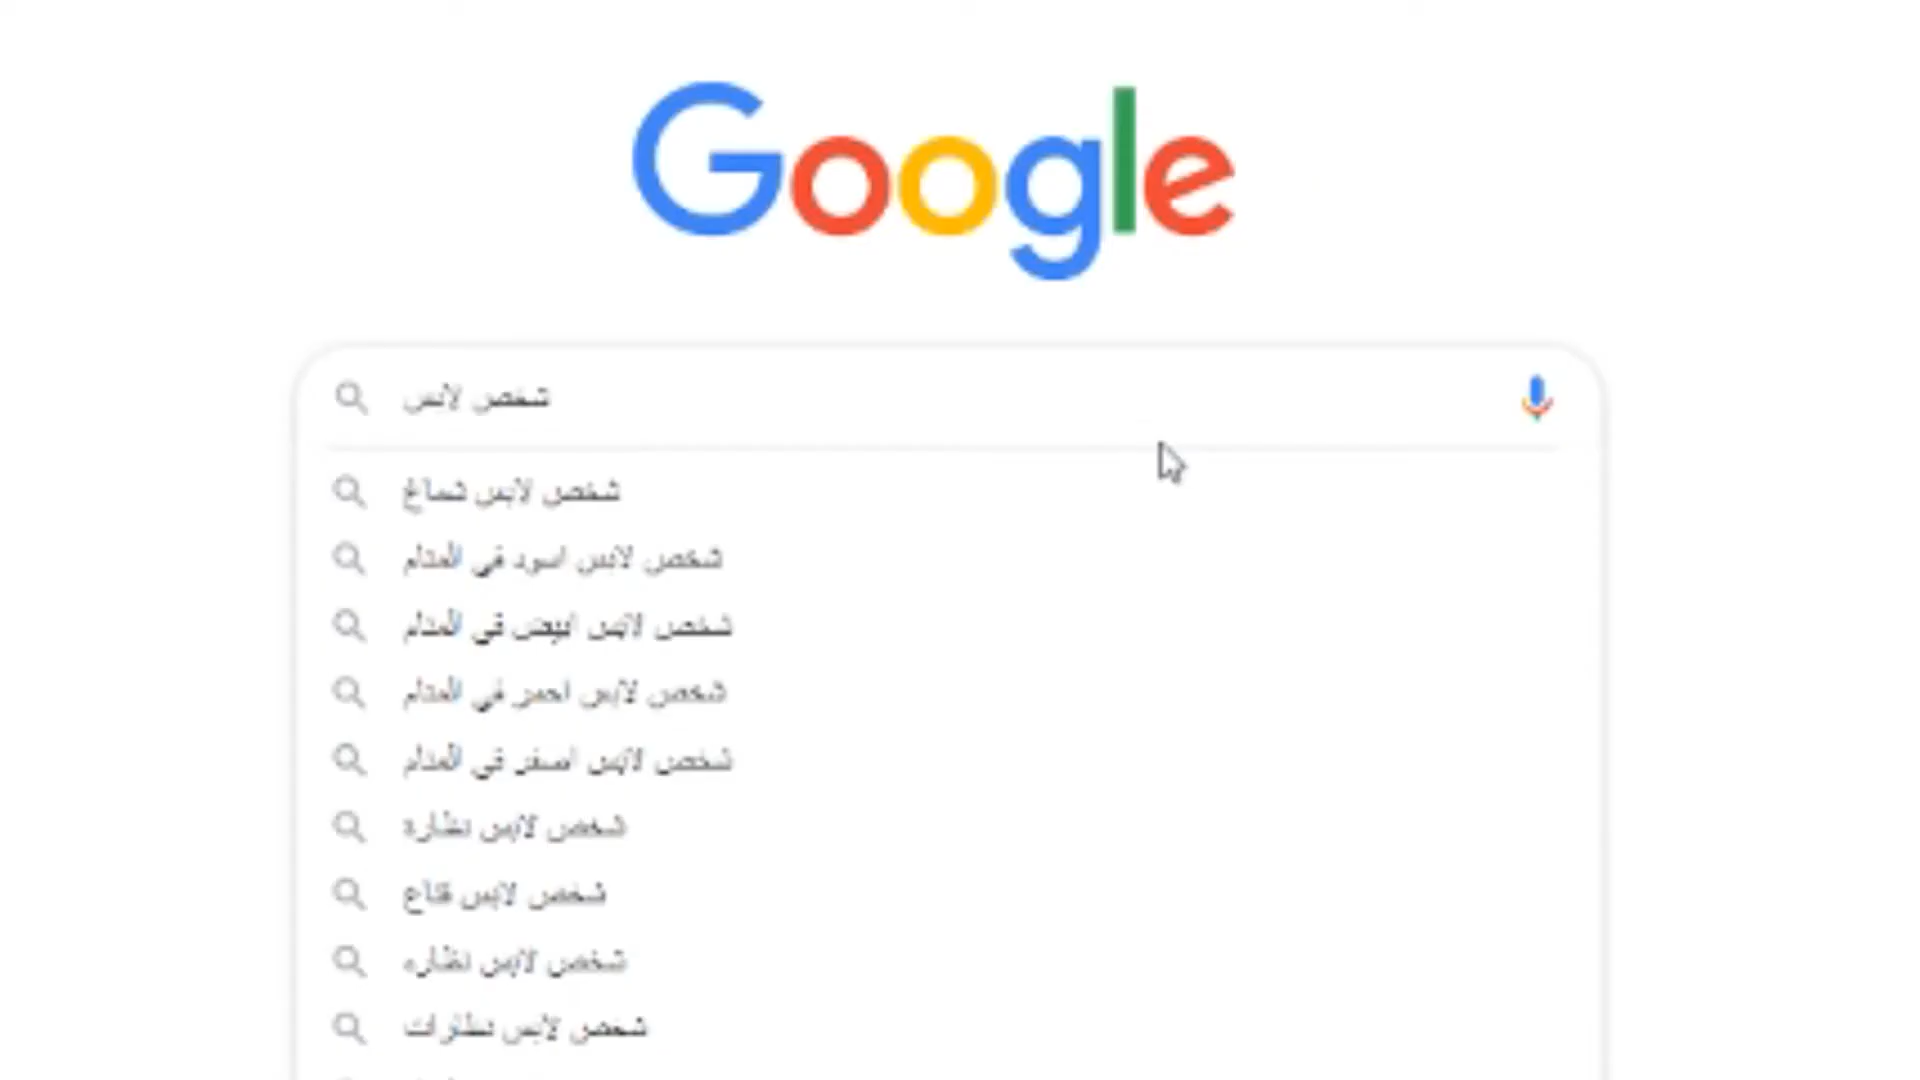 Google
شخص لابس
شخص لابس شماغ
شخص لابس اسود في المنام
شخص لابس ابيض في المنام
شخص لابس احمر في المنام
شخص لابس اصفر في المنام
شخص لابس نظارة
شخص لابس قناع
شخص لابس نظاره
شخص لابس نظارات